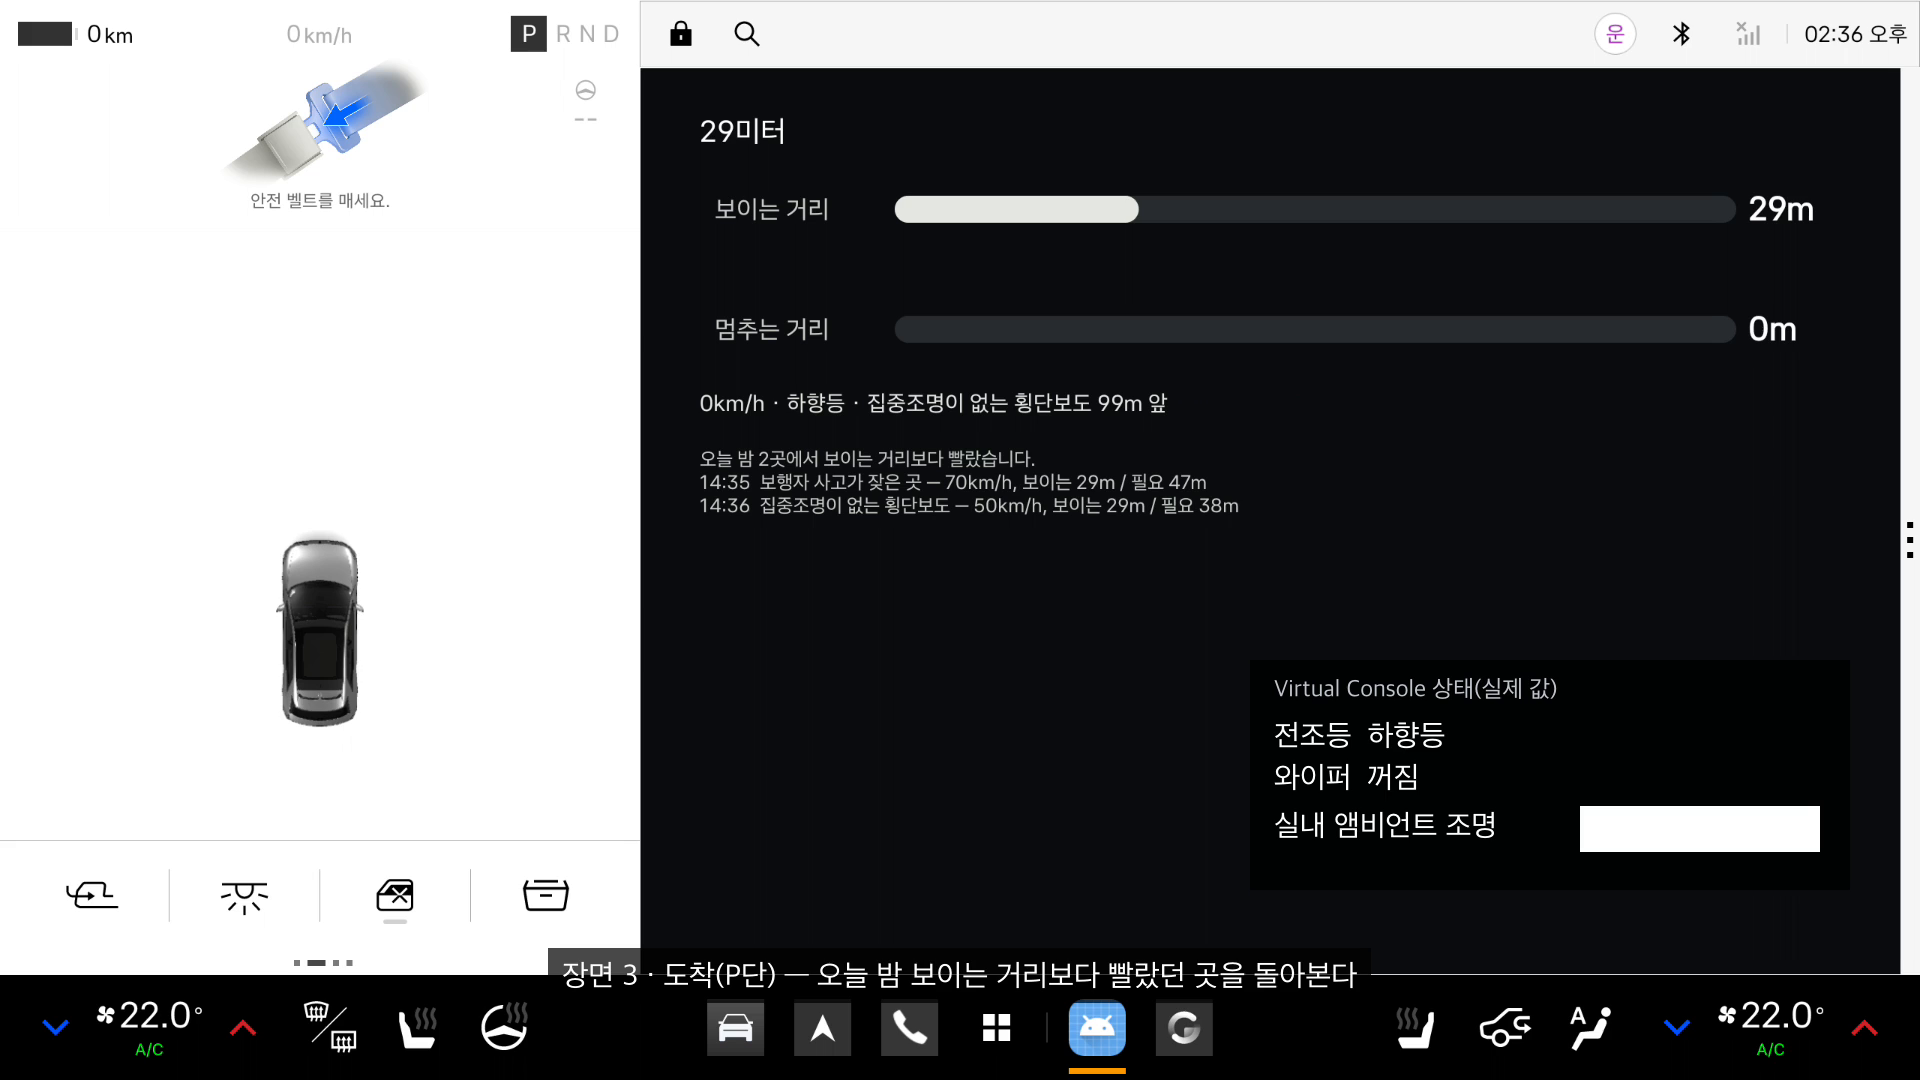 0 km
0 km/h
P R N D
운
02:36 오후
안전 벨트를 매세요.
29미터
보이는 거리
29m
멈추는 거리
0m
0km/h · 하향등 · 집중조명이 없는 횡단보도 99m 앞
오늘 밤 2곳에서 보이는 거리보다 빨랐습니다.
14:35 보행자 사고가 잦은 곳 — 70km/h, 보이는 29m / 필요 47m
14:36 집중조명이 없는 횡단보도 — 50km/h, 보이는 29m / 필요 38m
Virtual Console 상태(실제 값)
전조등 하향등
와이퍼 꺼짐
실내 앰비언트 조명
장면 3 · 도착(P단) — 오늘 밤 보이는 거리보다 빨랐던 곳을 돌아본다
22.0°
A/C
A
22.0°
A/C